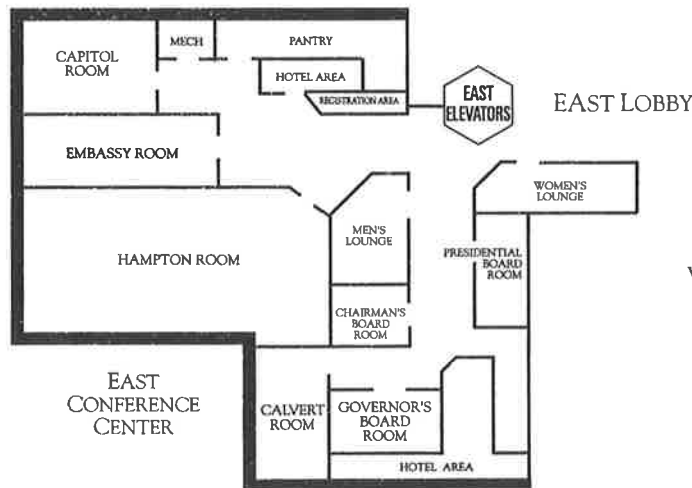 MECH
PANTRY
CAPITOL
ROOM
HOTEL AREA
REGISTRATION AREA
EAST
ELEVATORS
EAST LOBBY
EMBASSY ROOM
WOMEN'S
LOUNGE
MEN'S
LOUNGE
HAMPTON ROOM
PRESIDENTIAL
BOARD
ROOM
CHAIRMAN'S
BOARD
ROOM
EAST
CONFERENCE
CENTER
CALVERT
ROOM
GOVERNOR'S
BOARD
ROOM
HOTEL AREA